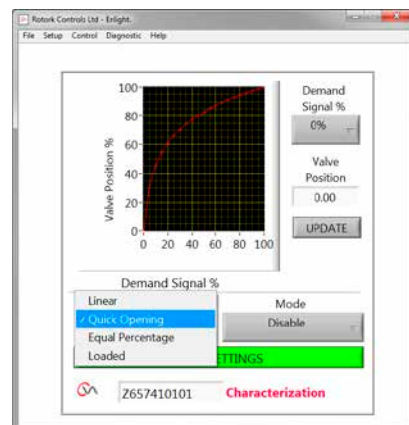 Rotork Controls Ltd - Enlight.
File Setup Control Diagnostic Help
100
80
60
40
20
0
Valve Position %
0 20 40 60 80 100
Demand Signal %
Demand
Signal %
0%
Valve
Position
0.00
UPDATE
Linear
✓ Quick Opening
Equal Percentage
Loaded
Mode
Disable
ETTINGS
Z657410101
Characterization